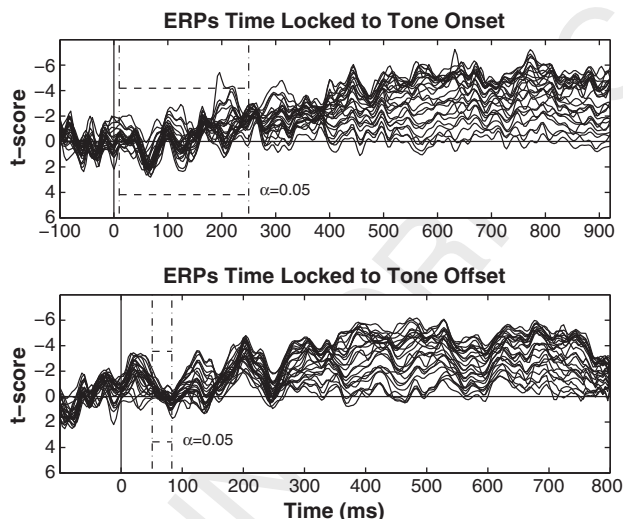 ERPs Time Locked to Tone Onset
t-score
-6
-4
-2
0
2
4
6
α=0.05
-100 0 100 200 300 400 500 600 700 800 900
ERPs Time Locked to Tone Offset
t-score
-6
-4
-2
0
2
4
6
α=0.05
0 100 200 300 400 500 600 700 800
Time (ms)